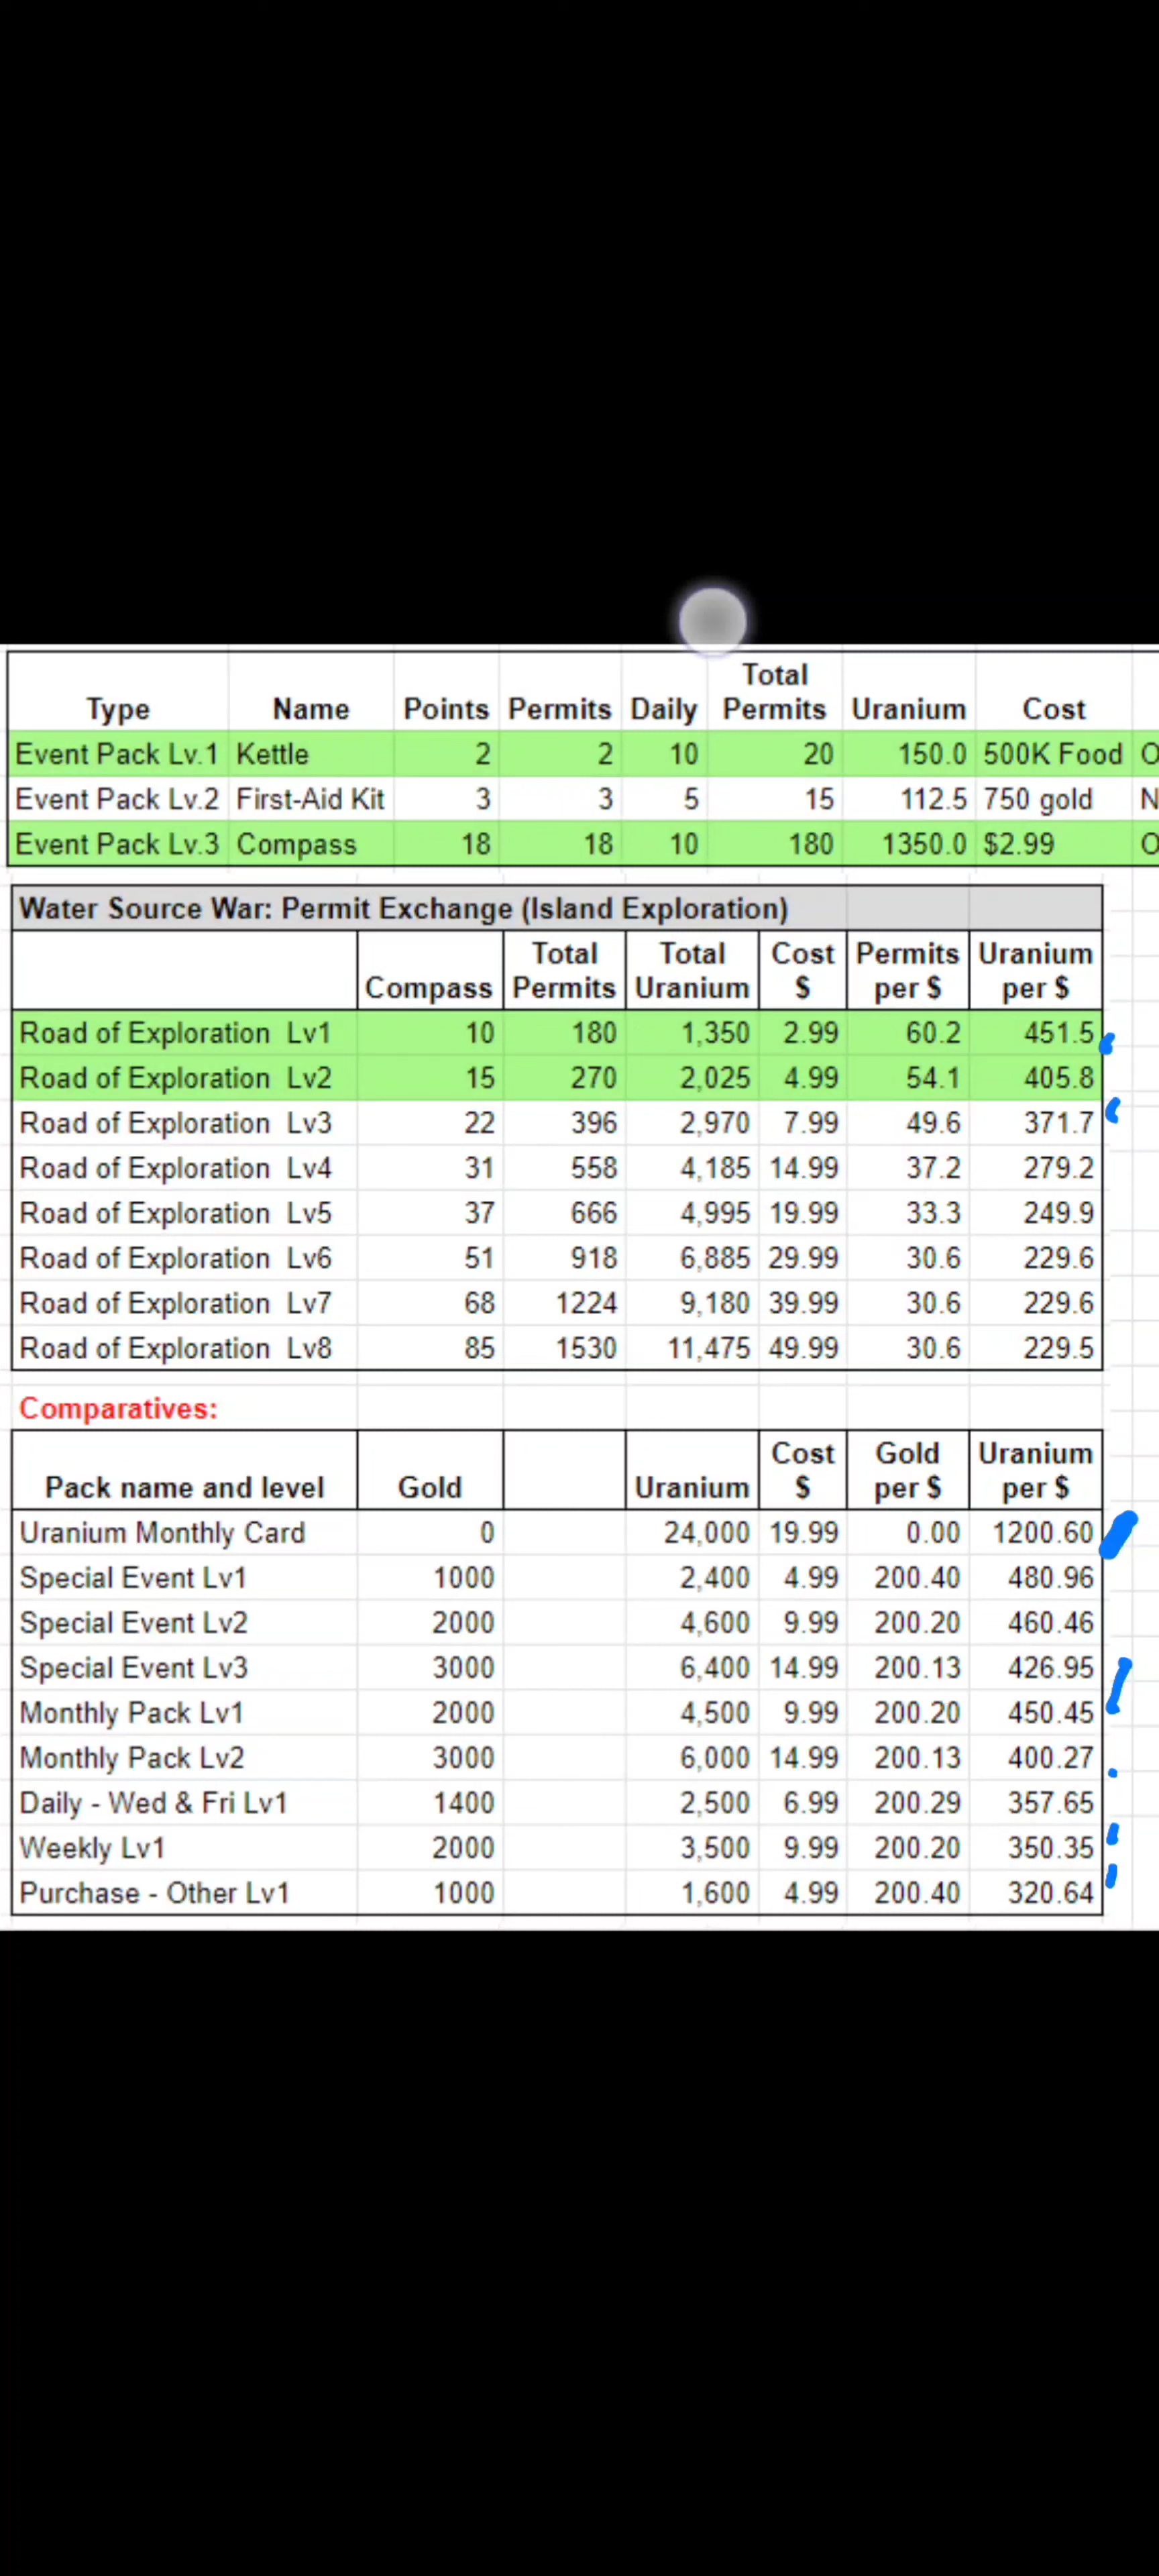 Type Name Points Permits Daily Total Permits Uranium Cost
Event Pack Lv.1 Kettle 2 2 10 20 150.0 500K Food O
Event Pack Lv.2 First-Aid Kit 3 3 5 15 112.5 750 gold N
Event Pack Lv.3 Compass 18 18 10 180 1350.0 $2.99 O
Water Source War: Permit Exchange (Island Exploration)
Compass Total Permits Total Uranium Cost $ Permits per $ Uranium per $
Road of Exploration Lv1 10 180 1,350 2.99 60.2 451.5
Road of Exploration Lv2 15 270 2,025 4.99 54.1 405.8
Road of Exploration Lv3 22 396 2,970 7.99 49.6 371.7
Road of Exploration Lv4 31 558 4,185 14.99 37.2 279.2
Road of Exploration Lv5 37 666 4,995 19.99 33.3 249.9
Road of Exploration Lv6 51 918 6,885 29.99 30.6 229.6
Road of Exploration Lv7 68 1224 9,180 39.99 30.6 229.6
Road of Exploration Lv8 85 1530 11,475 49.99 30.6 229.5
Comparatives:
Pack name and level Gold Uranium Cost $ Gold per $ Uranium per $
Uranium Monthly Card 0 24,000 19.99 0.00 1200.60
Special Event Lv1 1000 2,400 4.99 200.40 480.96
Special Event Lv2 2000 4,600 9.99 200.20 460.46
Special Event Lv3 3000 6,400 14.99 200.13 426.95
Monthly Pack Lv1 2000 4,500 9.99 200.20 450.45
Monthly Pack Lv2 3000 6,000 14.99 200.13 400.27
Daily - Wed & Fri Lv1 1400 2,500 6.99 200.29 357.65
Weekly Lv1 2000 3,500 9.99 200.20 350.35
Purchase - Other Lv1 1000 1,600 4.99 200.40 320.64